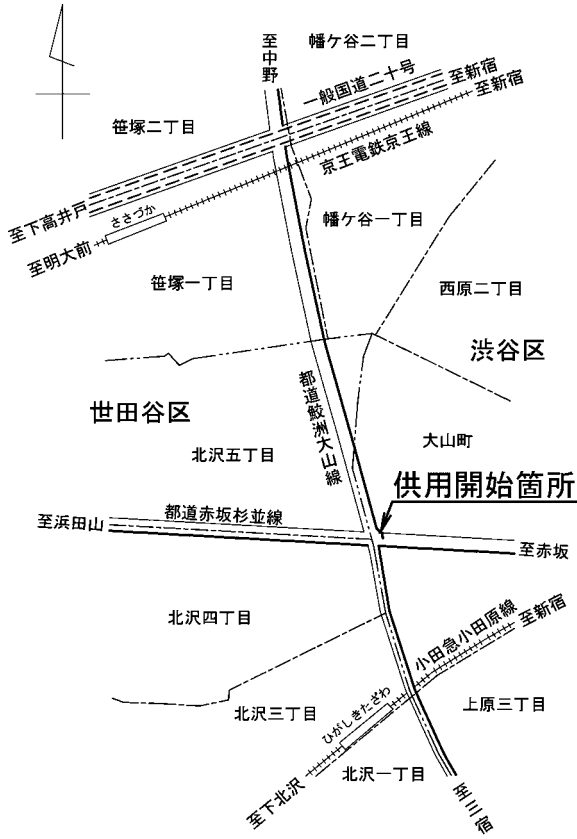 幡ケ谷二丁目
至中野
一般国道二十号
至新宿
至新宿
笹塚二丁目
京王電鉄京王線
至下高井戸
ささづか
至明大前
幡ケ谷一丁目
笹塚一丁目
西原二丁目
渋谷区
世田谷区
都道鮫洲大山線
大山町
北沢五丁目
供用開始箇所
至浜田山
都道赤坂杉並線
至赤坂
北沢四丁目
小田急小田原線
至新宿
ひがしきたざわ
北沢三丁目
上原三丁目
北沢一丁目
至下北沢
至三宿